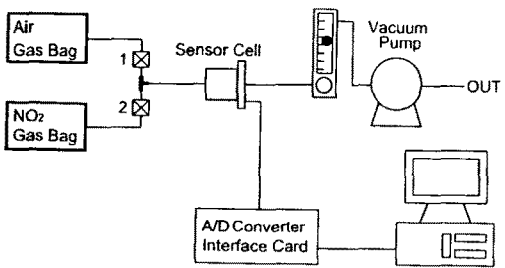 Air
Gas Bag
1
Sensor Cell
Vacuum
Pump
OUT
2
NO₂
Gas Bag
A/D Converter
Interface Card